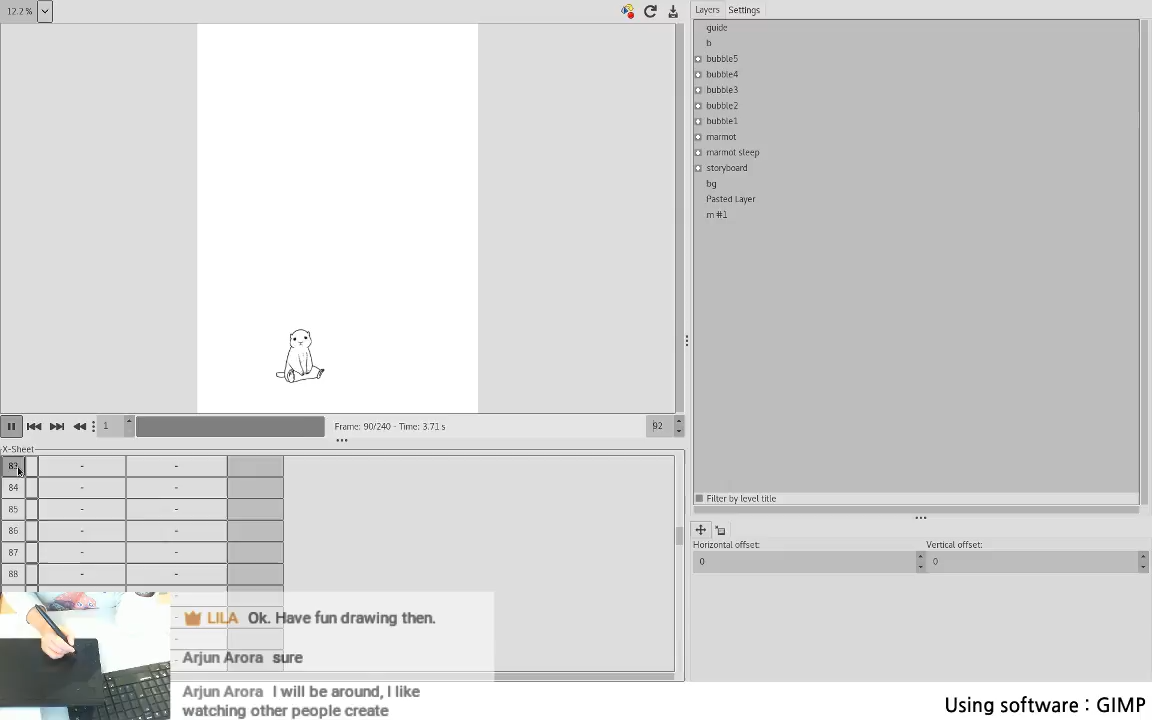 12.2 %
Layers Settings
guide
b
bubble5
bubble4
bubble3
bubble2
bubble1
marmot
marmot sleep
storyboard
bg
Pasted Layer
m #1
1
Frame: 90/240 - Time: 3.71 s
92
X-Sheet
83 - -
84 - -
85 - -
86 - -
87 - -
88 - -
Filter by level title
Horizontal offset:
Vertical offset:
0
0
LILA Ok. Have fun drawing then.
Arjun Arora sure
Arjun Arora I will be around, I like
watching other people create
Using software : GIMP